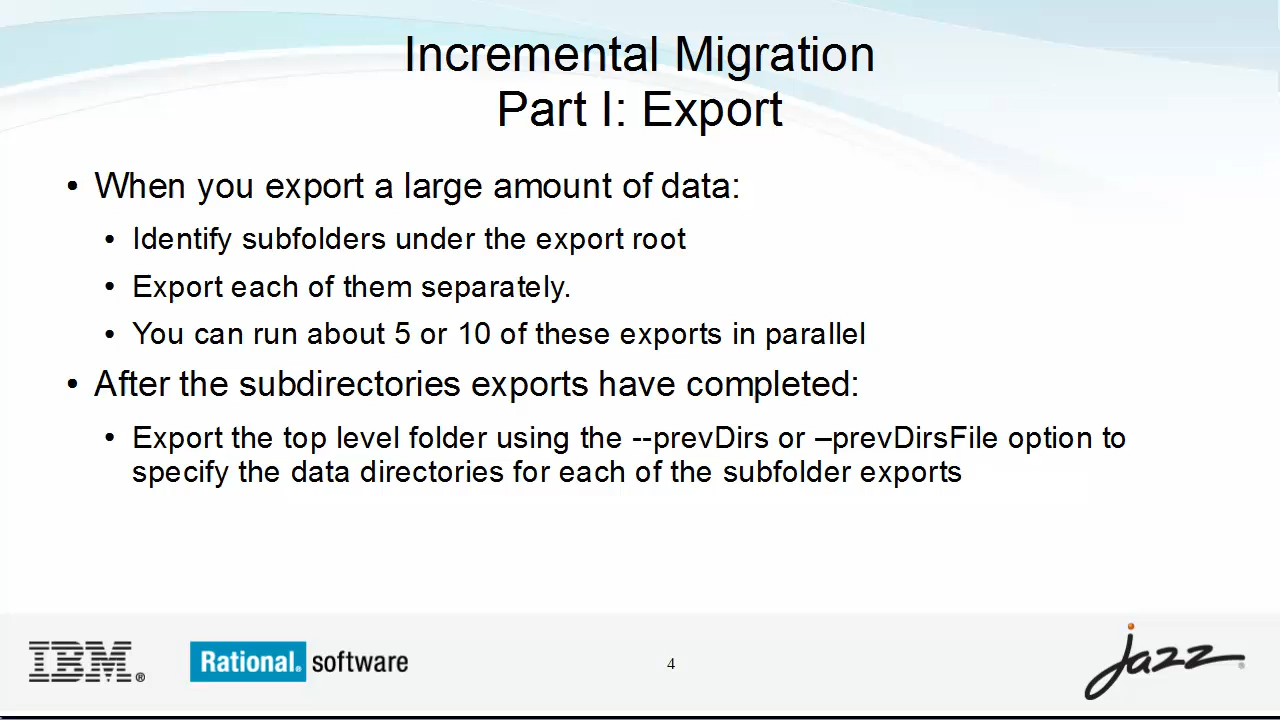 Incremental Migration
Part I: Export
• When you export a large amount of data:
• Identify subfolders under the export root
• Export each of them separately.
• You can run about 5 or 10 of these exports in parallel
• After the subdirectories exports have completed:
• Export the top level folder using the --prevDirs or –prevDirsFile option to
specify the data directories for each of the subfolder exports
IBM® Rational® software 4 jazz